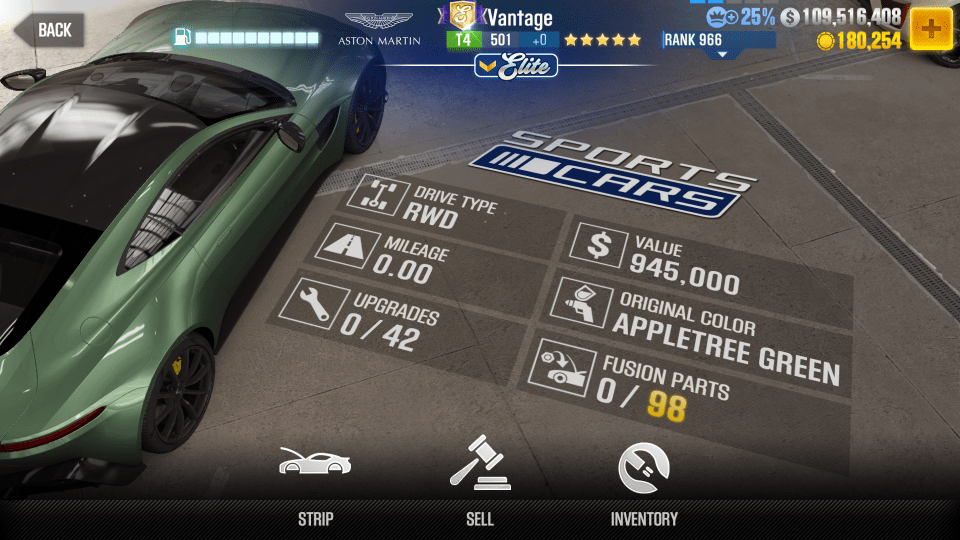 BACK
ASTON MARTIN
Vantage
T4 501 +0
25% $ 109,516,408
RANK 966
180,254
Elite
SPORTS
CARS
DRIVE TYPE
RWD
MILEAGE
0.00
UPGRADES
0 / 42
$ VALUE
945,000
ORIGINAL COLOR
APPLETREE GREEN
FUSION PARTS
0 / 98
STRIP
SELL
INVENTORY